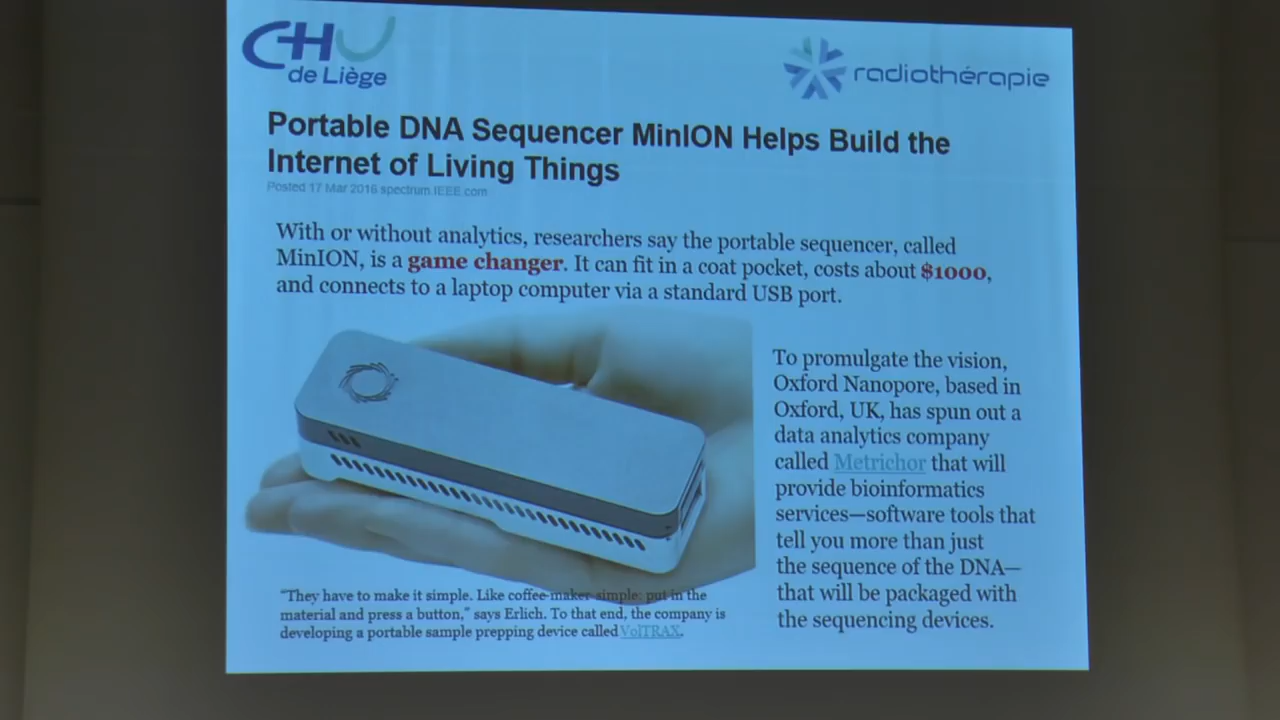 CHU
de Liège
radiothérapie
Portable DNA Sequencer MinION Helps Build the
Internet of Living Things
Posted 17 Mar 2016 spectrum.IEEE.com
With or without analytics, researchers say the portable sequencer, called
MinION, is a game changer. It can fit in a coat pocket, costs about $1000,
and connects to a laptop computer via a standard USB port.
To promulgate the vision,
Oxford Nanopore, based in
Oxford, UK, has spun out a
data analytics company
called Metrichor that will
provide bioinformatics
services—software tools that
tell you more than just
the sequence of the DNA—
that will be packaged with
the sequencing devices.
"They have to make it simple. Like coffee-maker simple: put in the
material and press a button," says Erlich. To that end, the company is
developing a portable sample prepping device called VolTRAX.